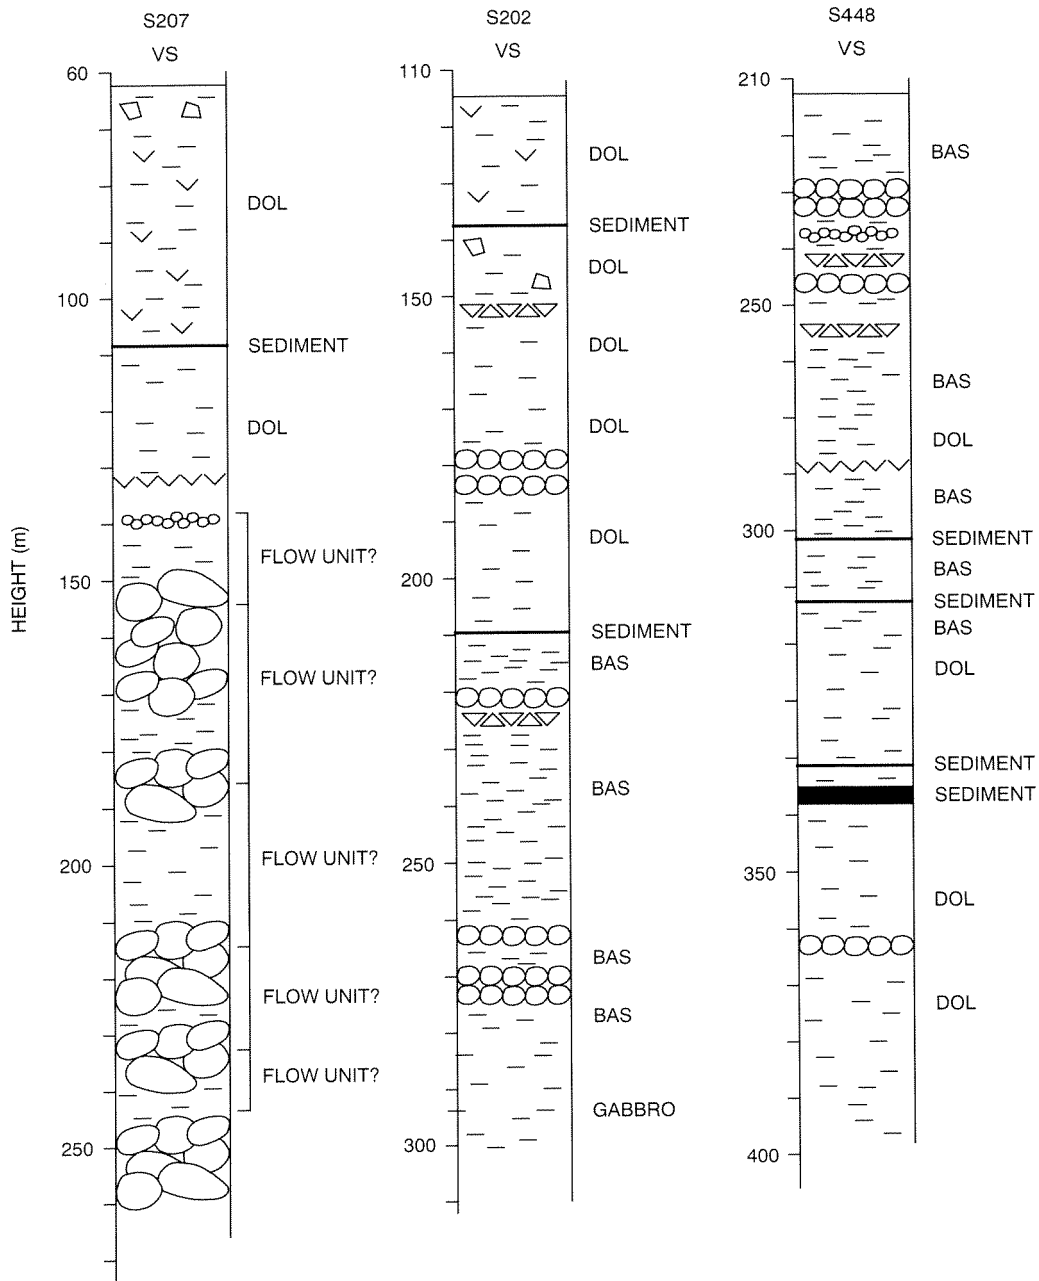 S207
VS
60
100
150
200
250
HEIGHT (m)
DOL
SEDIMENT
DOL
FLOW UNIT?
FLOW UNIT?
FLOW UNIT?
FLOW UNIT?
FLOW UNIT?
S202
VS
110
150
200
250
300
DOL
SEDIMENT
DOL
DOL
DOL
DOL
SEDIMENT
BAS
BAS
BAS
BAS
GABBRO
S448
VS
210
250
300
350
400
BAS
BAS
DOL
BAS
SEDIMENT
BAS
SEDIMENT
BAS
DOL
SEDIMENT
SEDIMENT
DOL
DOL